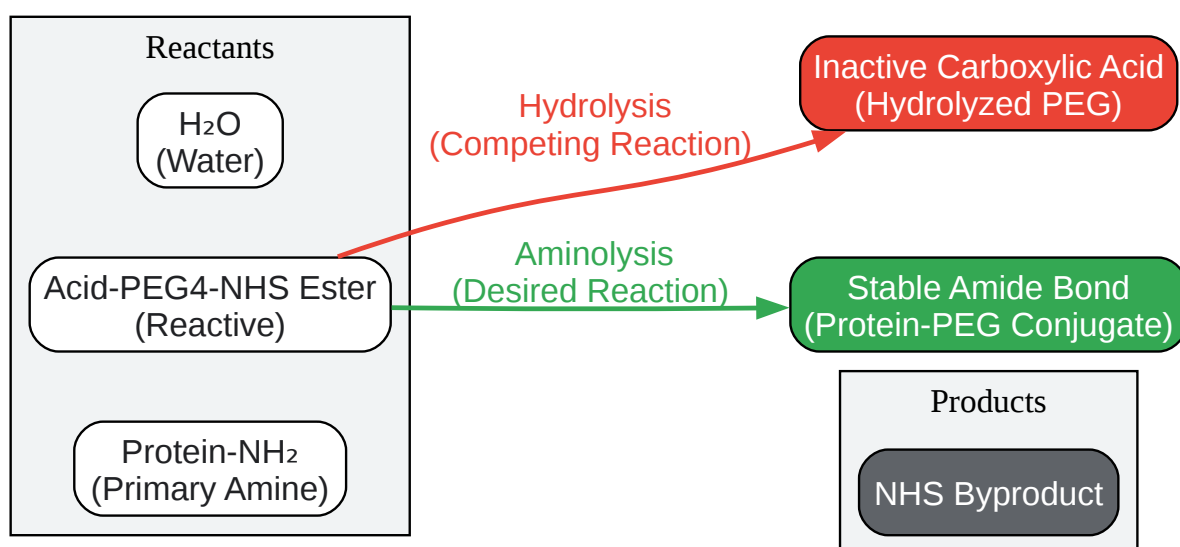 Reactants
H₂O
(Water)
Acid-PEG4-NHS Ester
(Reactive)
Protein-NH₂
(Primary Amine)
Hydrolysis
(Competing Reaction)
Aminolysis
(Desired Reaction)
Inactive Carboxylic Acid
(Hydrolyzed PEG)
Stable Amide Bond
(Protein-PEG Conjugate)
Products
NHS Byproduct